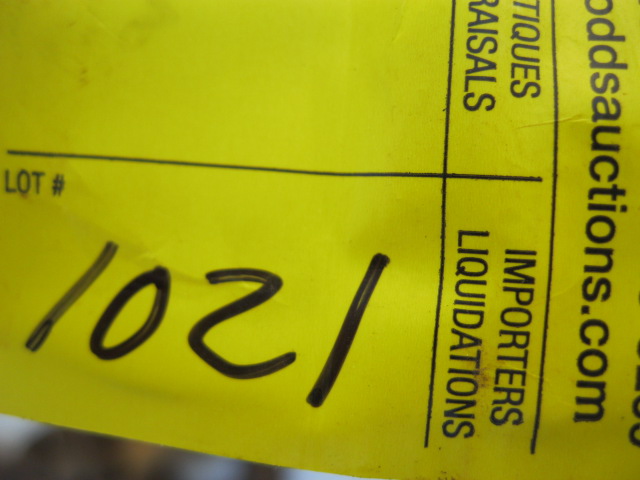 TIQUES
RAISALS
IMPORTERS
LIQUIDATIONS
oddsauctions.com
LOT #
1021